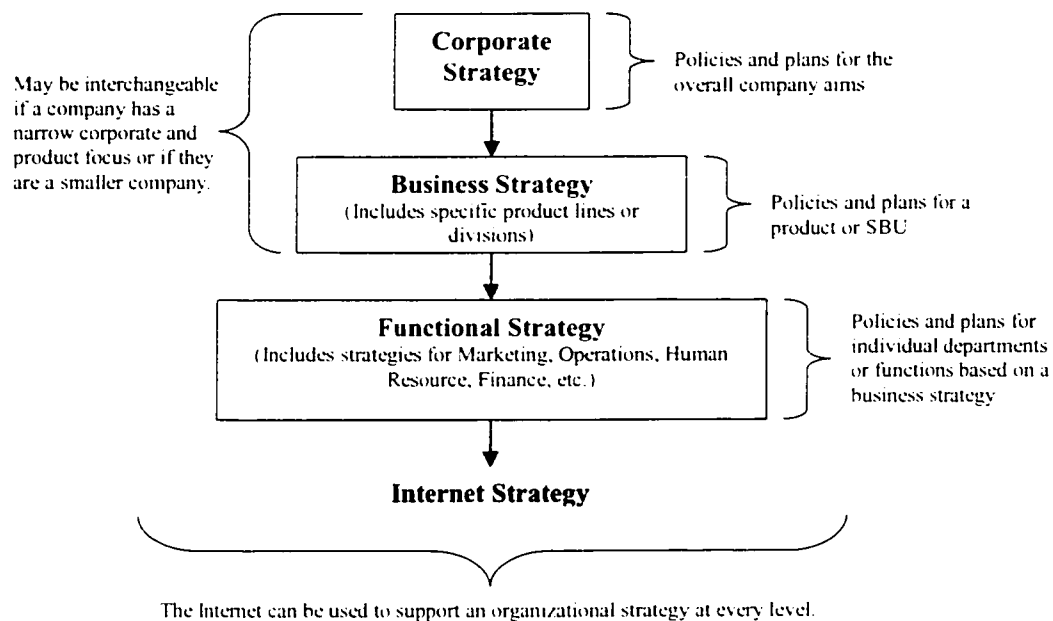 Corporate
Strategy
Policies and plans for the
overall company aims
May be interchangeable
if a company has a
narrow corporate and
product focus or if they
are a smaller company.
Business Strategy
(Includes specific product lines or
divisions)
Policies and plans for a
product or SBU
Functional Strategy
(Includes strategies for Marketing, Operations, Human
Resource, Finance, etc.)
Policies and plans for
individual departments
or functions based on a
business strategy
Internet Strategy
The Internet can be used to support an organizational strategy at every level.